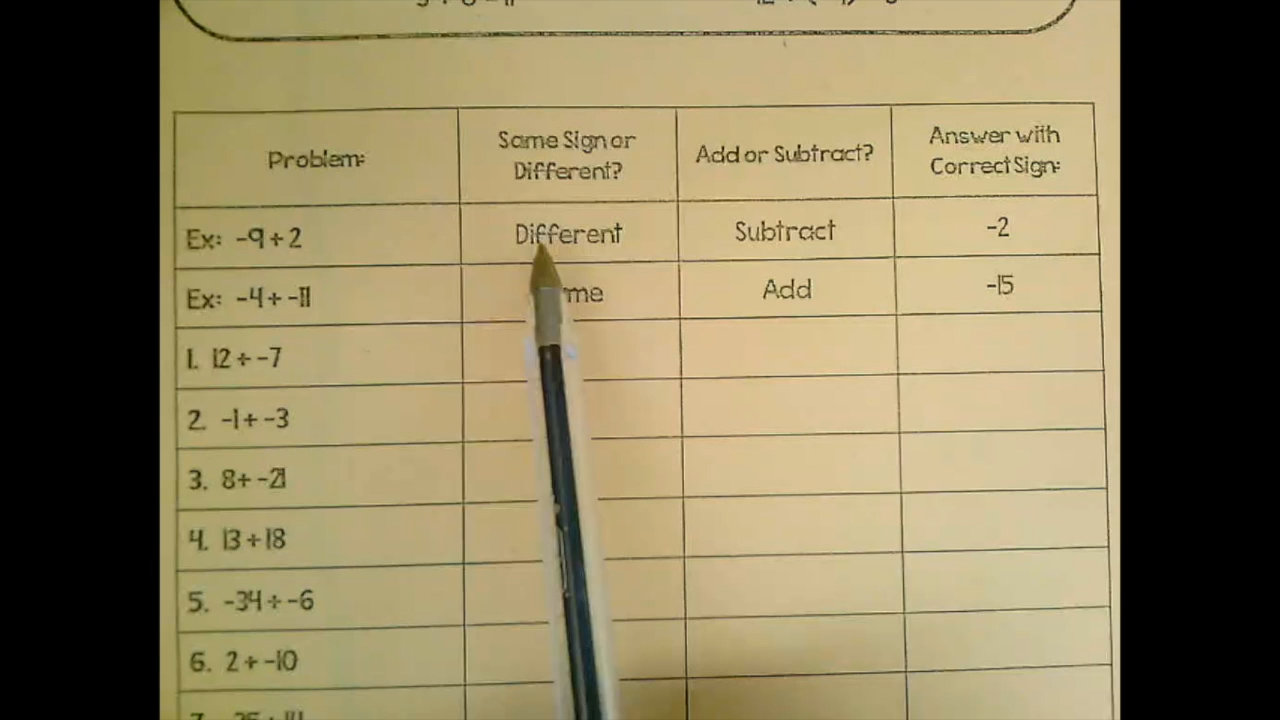 Problem:
Same Sign or
Different?
Add or Subtract?
Answer with
Correct Sign:
Ex: -9 + 2
Different
Subtract
-2
Ex: -4 + -11
me
Add
-15
1. 12 + -7
2. -1 + -3
3. 8 + -21
4. 13 + 18
5. -34 + -6
6. 2 + -10